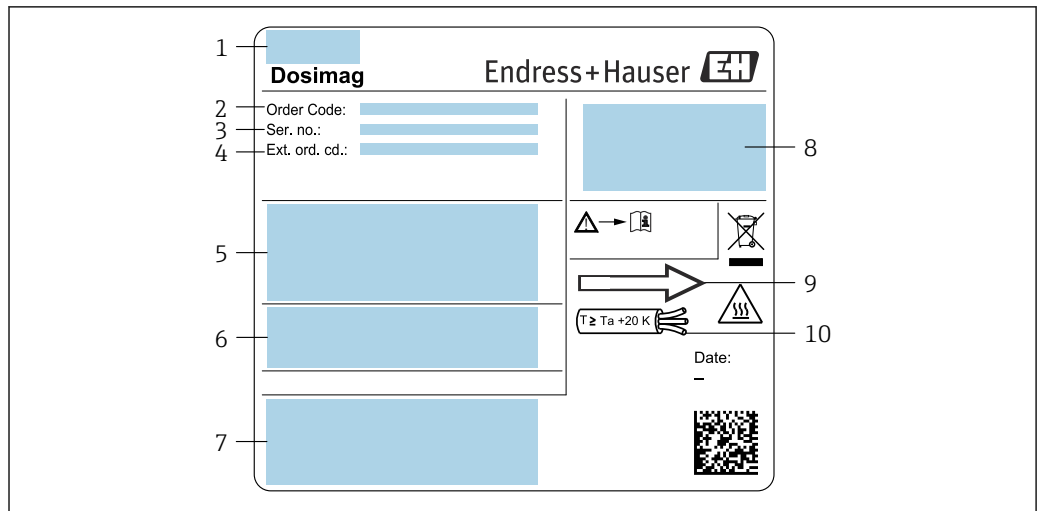 1
Dosimag
Endress+Hauser EH
2
Order Code:
3
Ser. no.:
4
Ext. ord. cd.:
8
5
i
9
6
T ≥ Ta +20 K
10
Date:
–
7